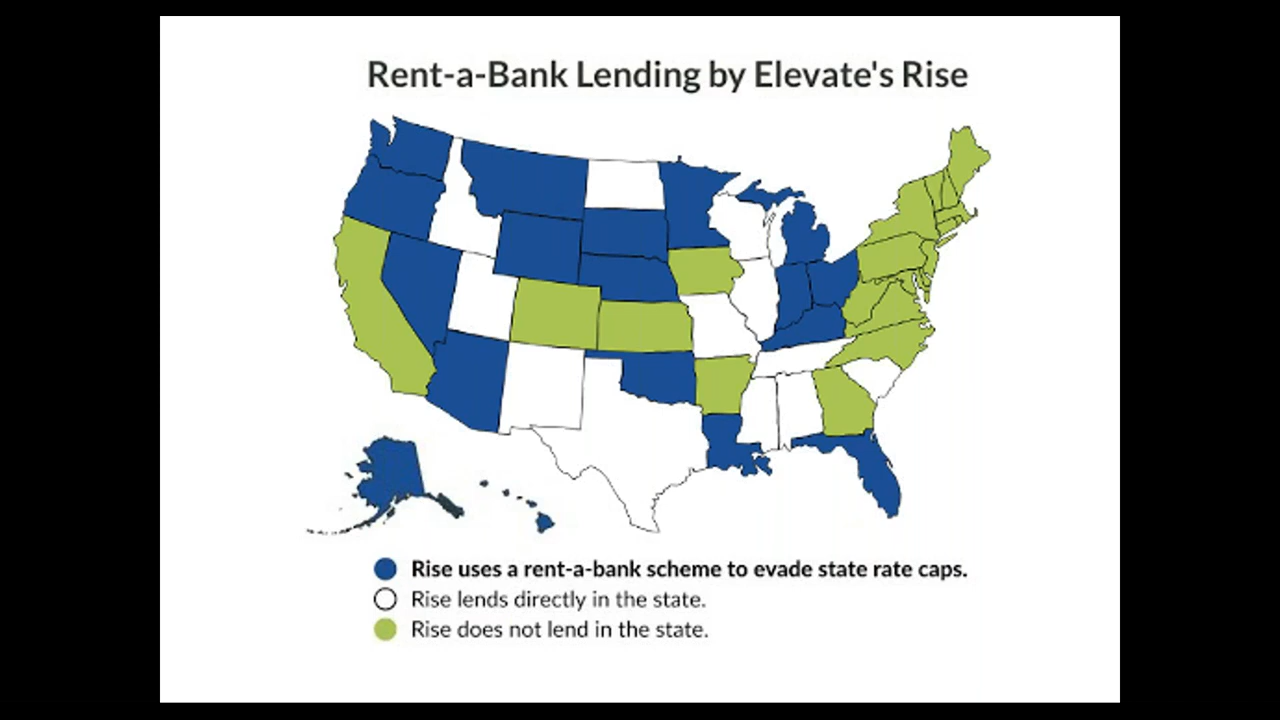 Rent-a-Bank Lending by Elevate's Rise
Rise uses a rent-a-bank scheme to evade state rate caps.
Rise lends directly in the state.
Rise does not lend in the state.